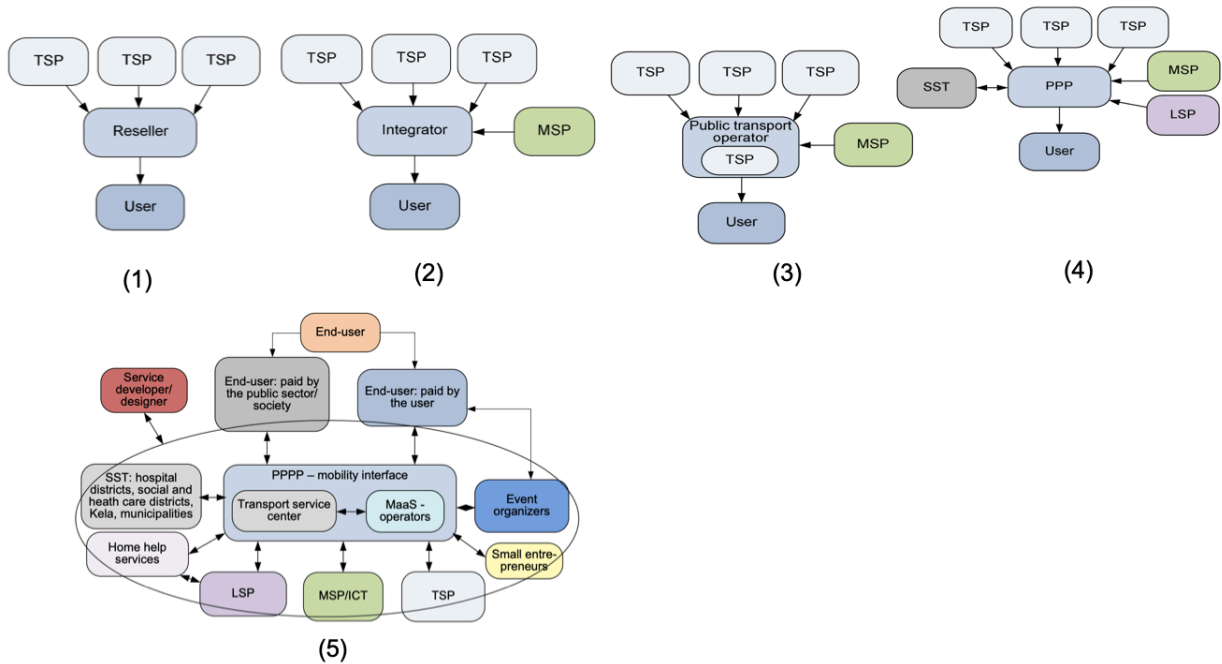 TSP
TSP
TSP
Reseller
User
(1)
TSP
TSP
TSP
Integrator
MSP
User
(2)
TSP
TSP
TSP
Public transport
operator
TSP
MSP
User
(3)
TSP
TSP
TSP
SST
PPP
MSP
LSP
User
(4)
End-user
Service
developer/
designer
End-user: paid by
the public sector/
society
End-user: paid by
the user
PPPP – mobility interface
SST: hospital
districts, social and
heath care districts,
Kela, municipalities
Transport service
center
MaaS -
operators
Event
organizers
Home help
services
Small entre-
preneurs
LSP
MSP/ICT
TSP
(5)